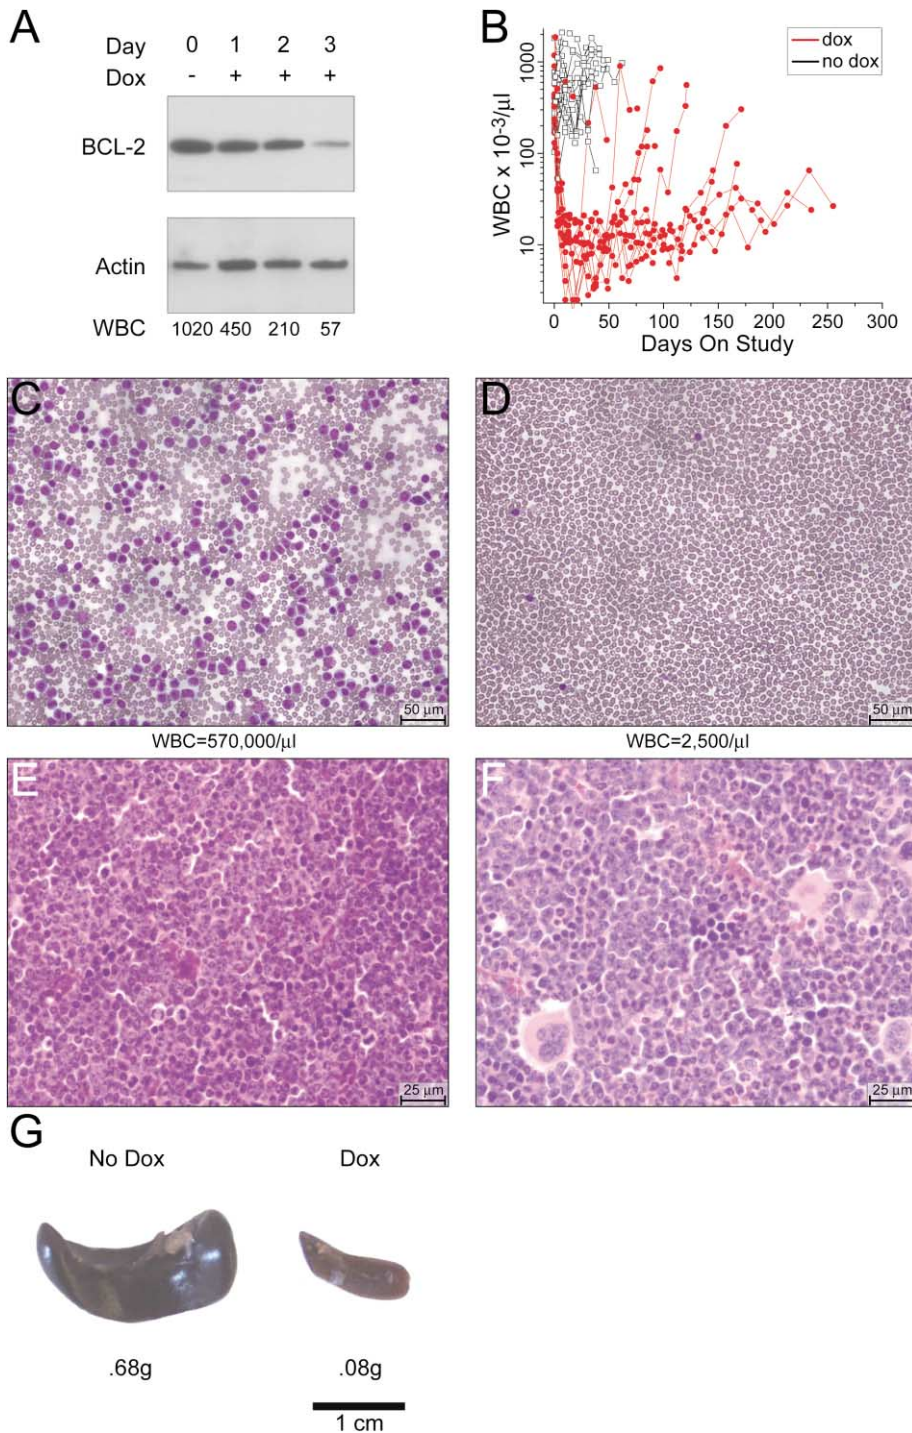 A
Day 0 1 2 3
Dox - + + +
BCL-2
Actin
WBC 1020 450 210 57
B
dox
no dox
WBC x 10⁻³/µl
1000
100
10
0 50 100 150 200 250 300
Days On Study
C
50 µm
WBC=570,000/µl
D
50 µm
WBC=2,500/µl
E
25 µm
F
25 µm
G
No Dox Dox
.68g .08g
1 cm